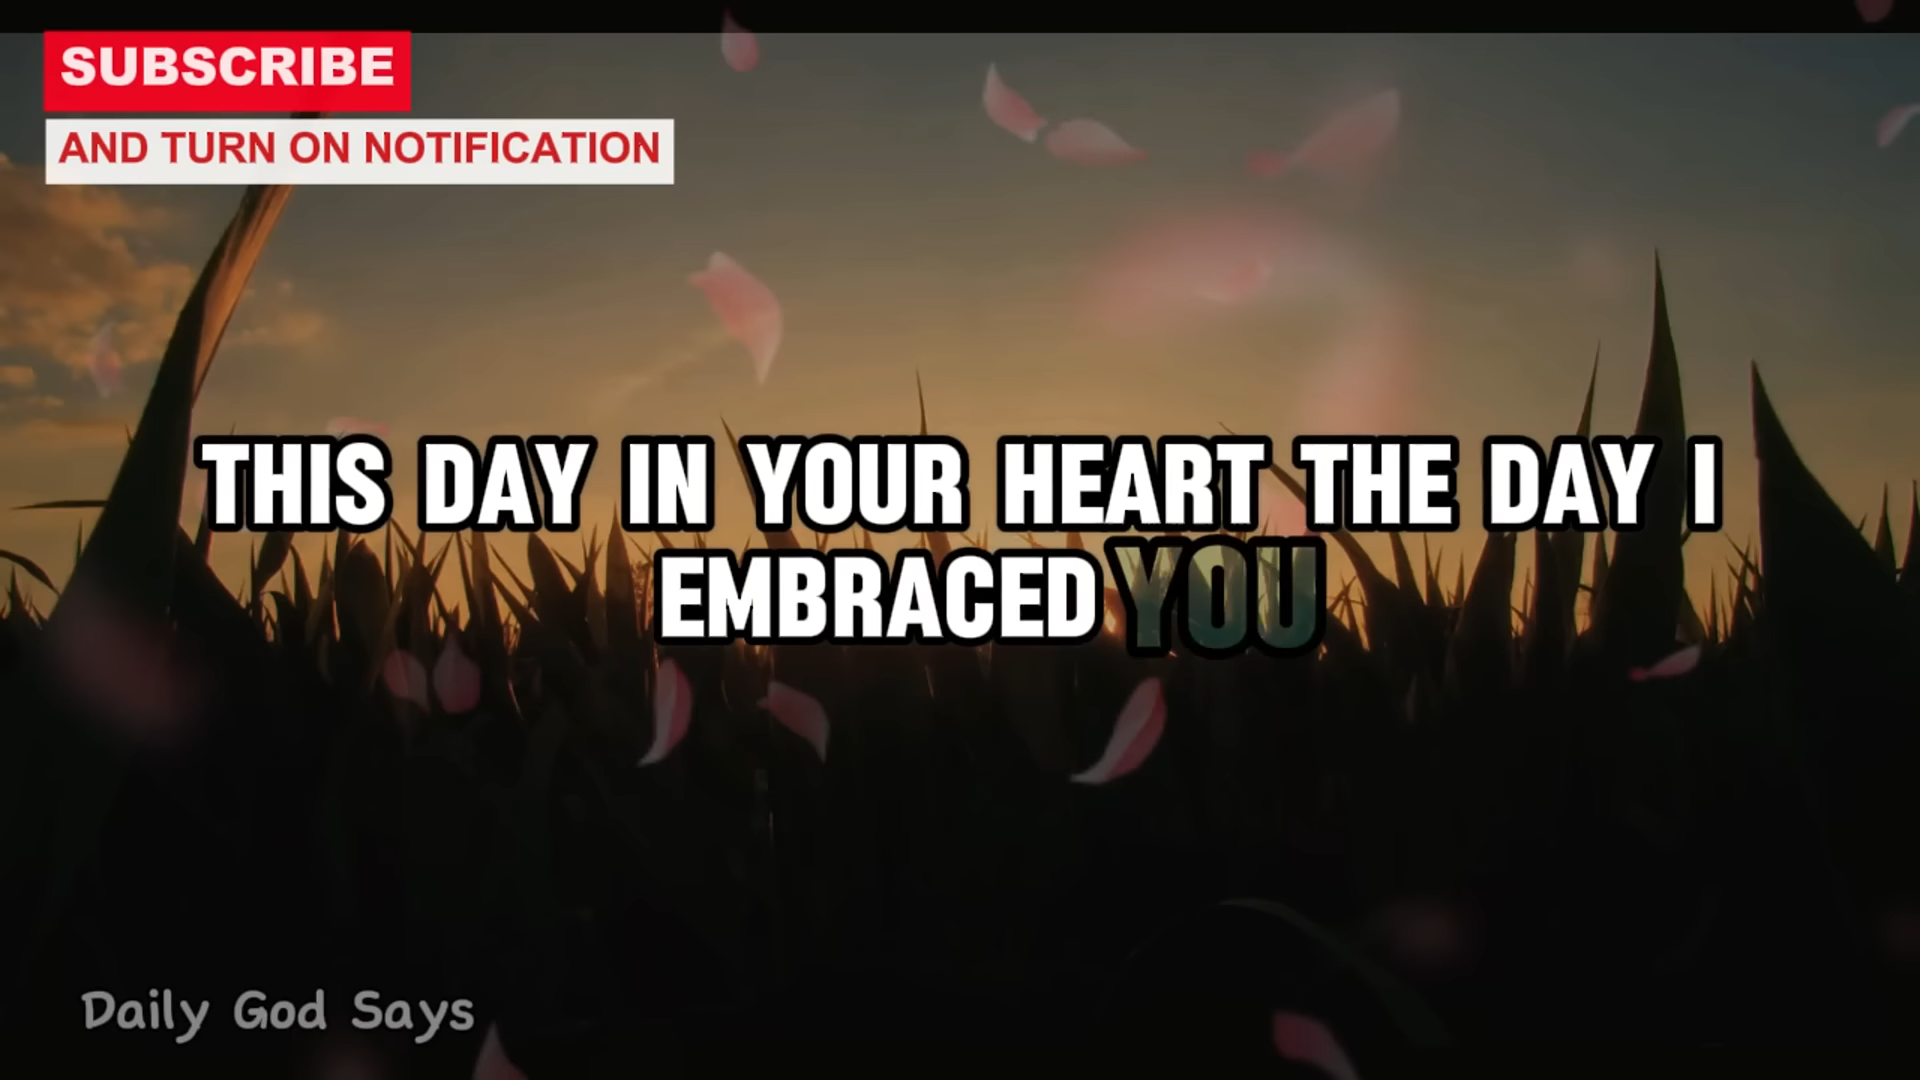 SUBSCRIBE
AND TURN ON NOTIFICATION
THIS DAY IN YOUR HEART THE DAY I
EMBRACED YOU
Daily God Says